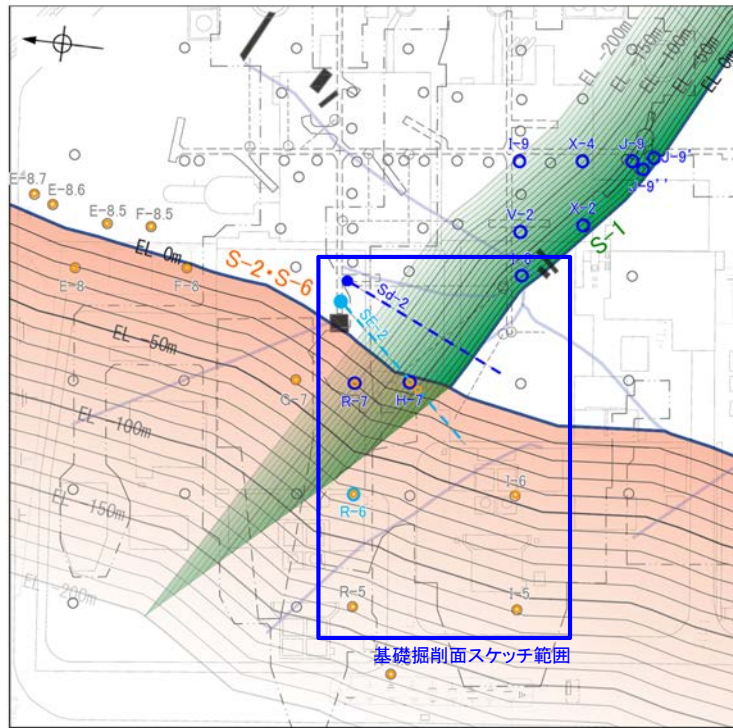 EL -200m
EL -150m
EL -100m
EL -50m
EL 0m
I-9
X-4
J-9
J-9'
J-9''
E-8.7
E-8.6
E-8.5
F-8.5
V-2
X-2
S-1
EL 0m
E-8
F-8
S-2・S-6
Sd-2
SE-2
EL -50m
G-7
R-7
H-7
EL -100m
EL -150m
R-6
I-6
EL -200m
R-5
I-5
基礎掘削面スケッチ範囲